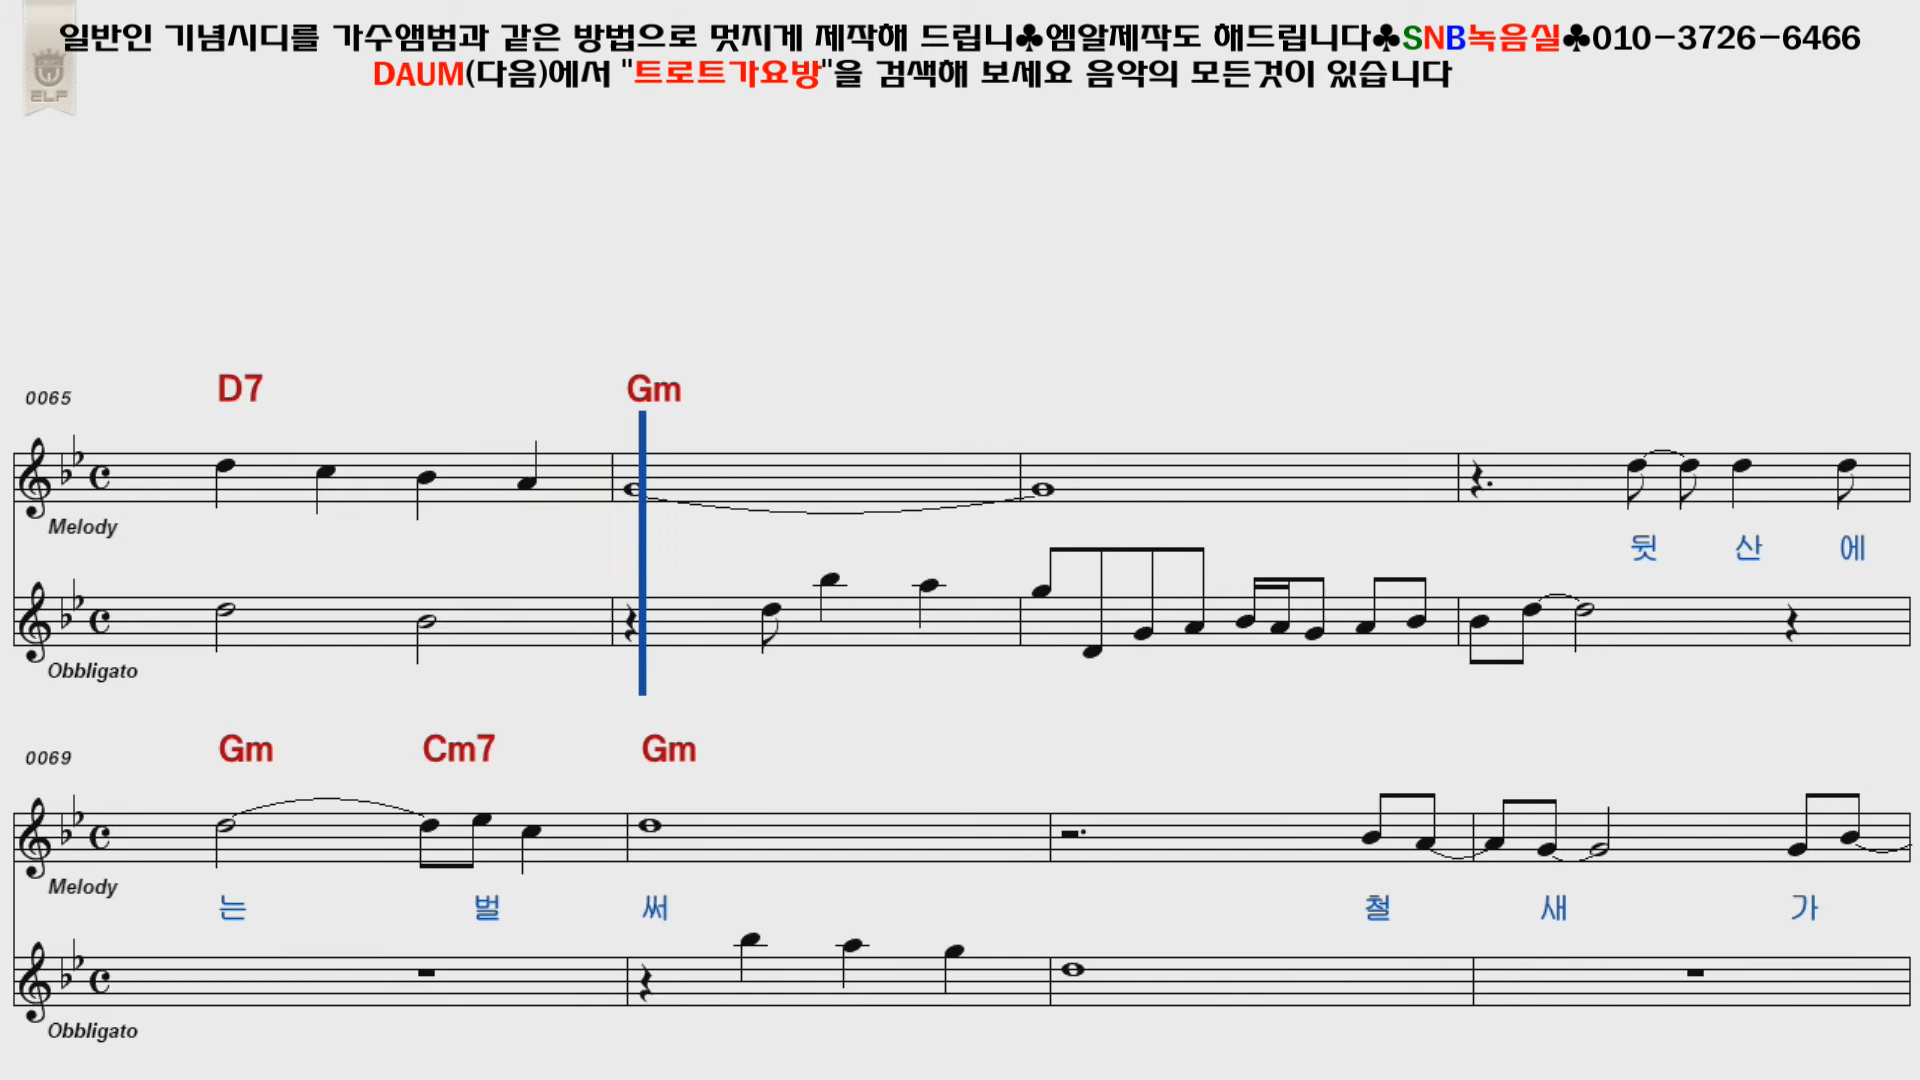 일반인 기념시디를 가수앰범과 같은 방법으로 멋지게 제작해 드립니♣엠알제작도 해드립니다♣SNB녹음실♣010-3726-6466
DAUM(다음)에서 "트로트가요방"을 검색해 보세요 음악의 모든것이 있습니다
ELF
0065 D7 Gm
Melody
뒷 산 에
Obbligato
0069 Gm Cm7 Gm
Melody
는 벌 써 철 새 가
Obbligato